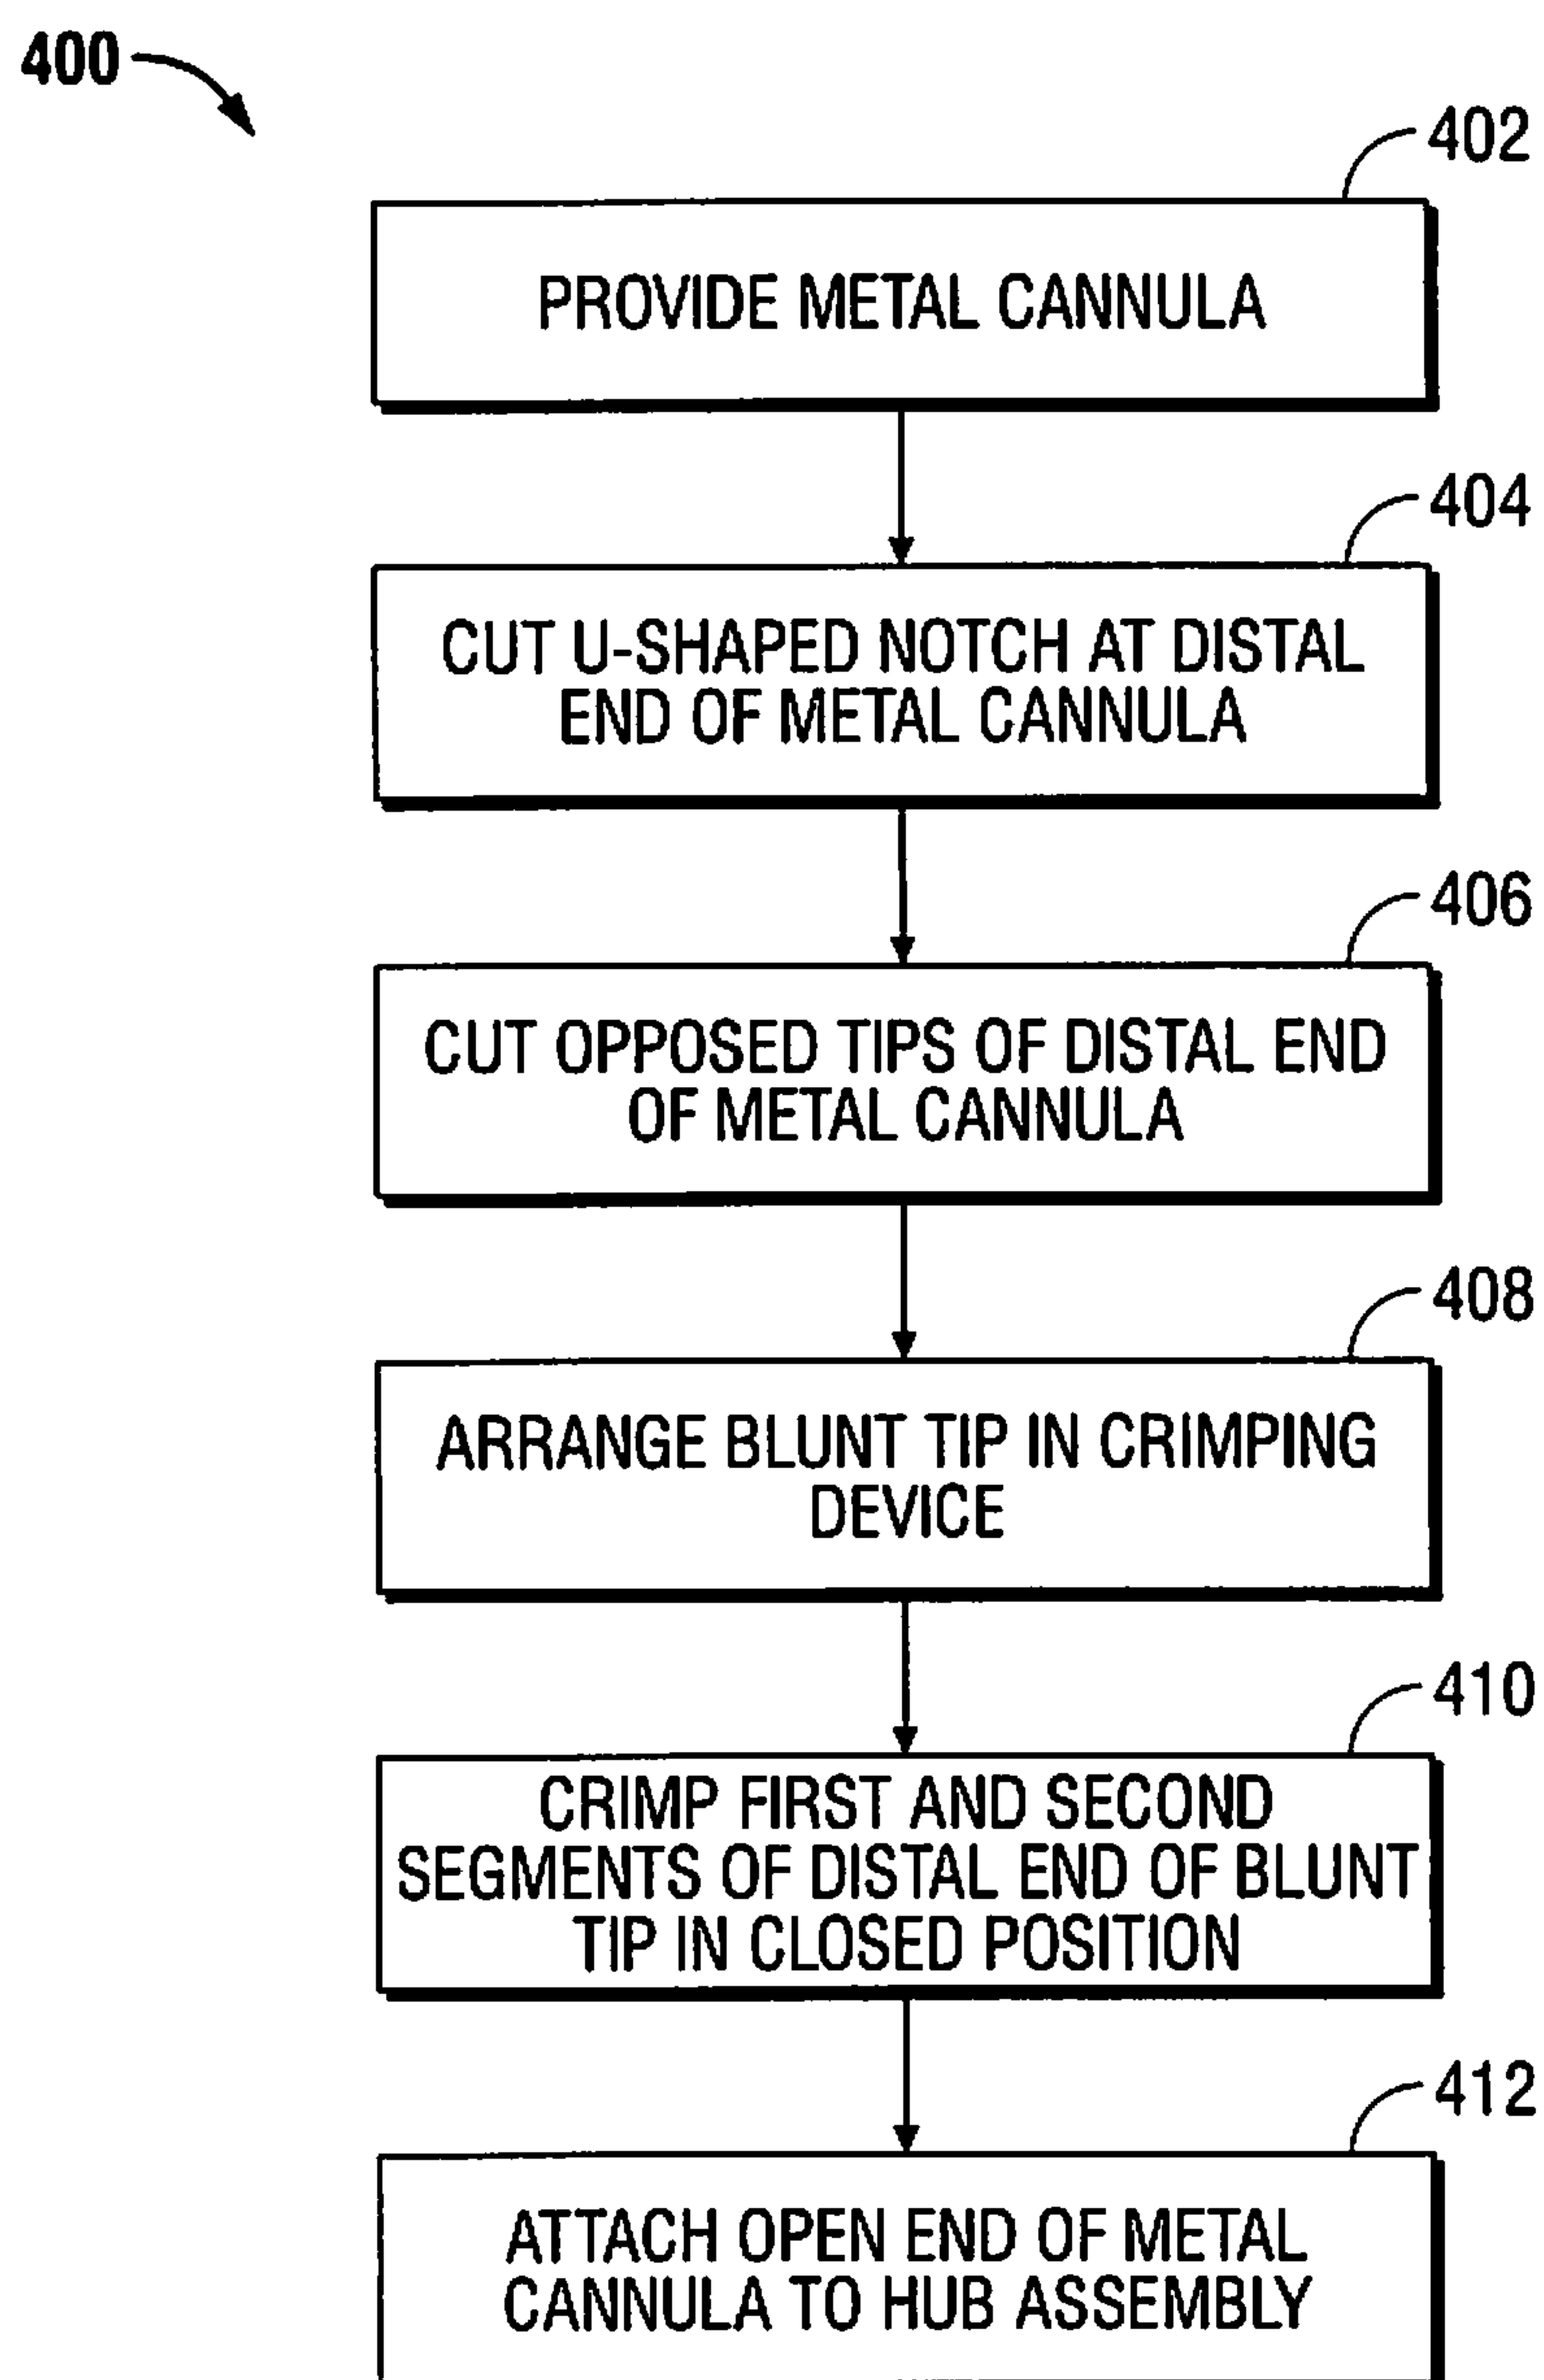 400
402
PROVIDE METAL CANNULA
404
CUT U-SHAPED NOTCH AT DISTAL
END OF METAL CANNULA
406
CUT OPPOSED TIPS OF DISTAL END
OF METAL CANNULA
408
ARRANGE BLUNT TIP IN CRIMPING
DEVICE
410
CRIMP FIRST AND SECOND
SEGMENTS OF DISTAL END OF BLUNT
TIP IN CLOSED POSITION
412
ATTACH OPEN END OF METAL
CANNULA TO HUB ASSEMBLY